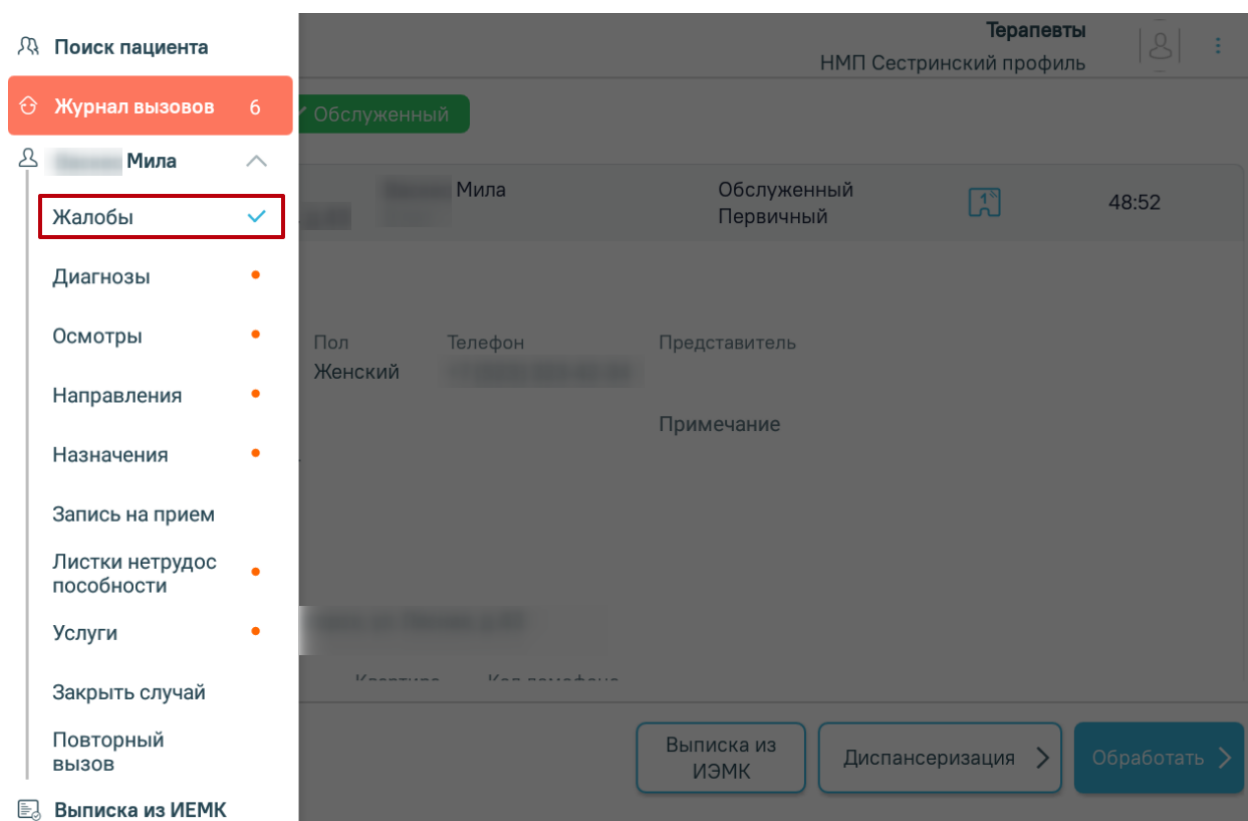 Поиск пациента
Журнал вызовов 6
Мила
Жалобы
Диагнозы
Осмотры
Направления
Назначения
Запись на прием
Листки нетрудос
пособности
Услуги
Закрыть случай
Повторный
вызов
Выписка из ИЕМК
Терапевты
НМП Сестринский профиль
Обслуженный
Мила
Обслуженный
Первичный
1
48:52
Пол
Женский
Телефон
Представитель
Примечание
Выписка из
ИЭМК
Диспансеризация
Обработать